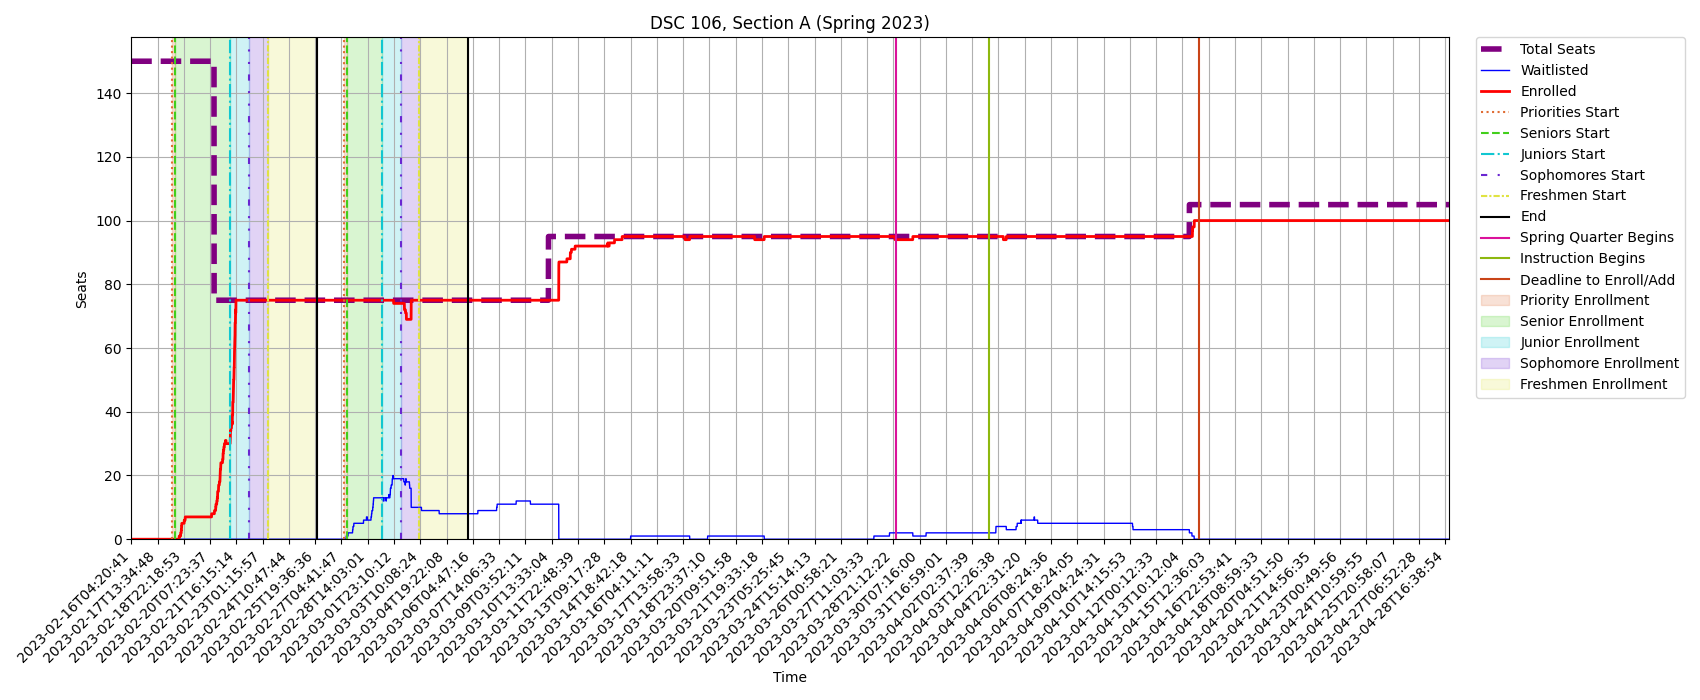 DSC 106, Section A (Spring 2023)
Seats
140
120
100
80
60
40
20
0
2023-02-16T04:20:41
2023-02-17T13:34:48
2023-02-18T22:18:53
2023-02-20T07:23:37
2023-02-21T16:15:14
2023-02-23T01:15:57
2023-02-24T10:47:44
2023-02-25T19:36:36
2023-02-27T04:41:47
2023-02-28T14:03:01
2023-03-01T23:10:12
2023-03-03T10:08:24
2023-03-04T19:22:08
2023-03-06T04:47:16
2023-03-07T14:06:33
2023-03-09T03:52:11
2023-03-10T13:33:04
2023-03-11T22:48:39
2023-03-13T09:17:28
2023-03-14T18:42:18
2023-03-16T04:11:11
2023-03-17T13:58:33
2023-03-18T23:37:10
2023-03-20T09:51:58
2023-03-21T19:33:18
2023-03-23T05:25:45
2023-03-24T15:14:13
2023-03-26T00:58:21
2023-03-27T11:03:33
2023-03-28T21:12:22
2023-03-30T07:16:00
2023-03-31T16:59:01
2023-04-02T02:37:39
2023-04-03T12:26:38
2023-04-04T22:31:20
2023-04-06T08:24:36
2023-04-07T18:24:05
2023-04-09T04:24:31
2023-04-10T14:15:53
2023-04-12T00:12:33
2023-04-13T10:12:04
2023-04-15T12:36:03
2023-04-16T22:53:41
2023-04-18T08:59:33
2023-04-20T04:51:50
2023-04-21T14:56:35
2023-04-23T00:49:56
2023-04-24T10:59:55
2023-04-25T20:58:07
2023-04-27T06:52:28
2023-04-28T16:38:54
Time
Total Seats
Waitlisted
Enrolled
Priorities Start
Seniors Start
Juniors Start
Sophomores Start
Freshmen Start
End
Spring Quarter Begins
Instruction Begins
Deadline to Enroll/Add
Priority Enrollment
Senior Enrollment
Junior Enrollment
Sophomore Enrollment
Freshmen Enrollment